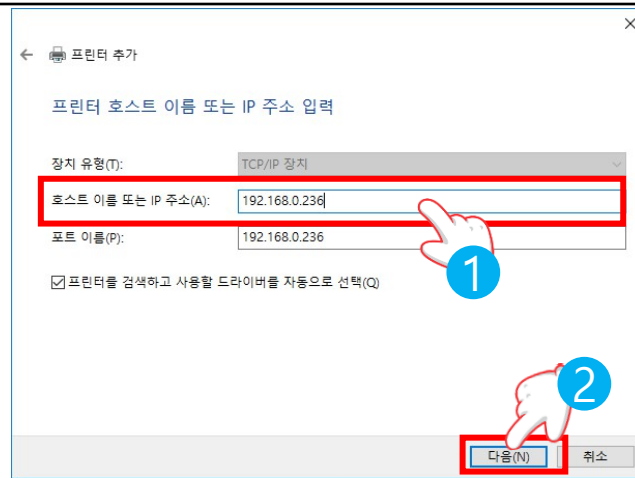 프린터 추가
프린터 호스트 이름 또는 IP 주소 입력
장치 유형(T): TCP/IP 장치
호스트 이름 또는 IP 주소(A): 192.168.0.236
포트 이름(P): 192.168.0.236
프린터를 검색하고 사용할 드라이버를 자동으로 선택(Q)
1
2
다음(N) 취소